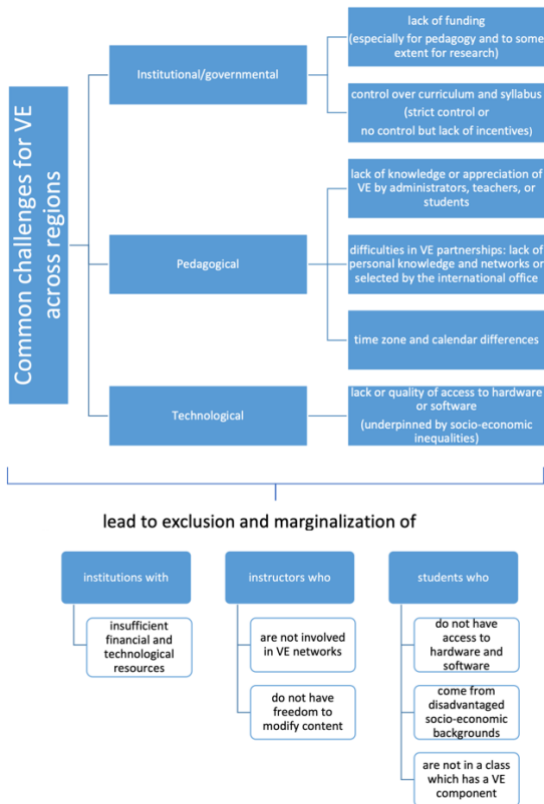 Common challenges for VE
across regions
Institutional/governmental
lack of funding
(especially for pedagogy and to some
extent for research)
control over curriculum and syllabus
(strict control or
no control but lack of incentives)
Pedagogical
lack of knowledge or appreciation of
VE by administrators, teachers, or
students
difficulties in VE partnerships: lack of
personal knowledge and networks or
selected by the international office
time zone and calendar differences
Technological
lack or quality of access to hardware
or software
(underpinned by socio-economic
inequalities)
lead to exclusion and marginalization of
institutions with
insufficient
financial and
technological
resources
instructors who
are not involved
in VE networks
do not have
freedom to
modify content
students who
do not have
access to
hardware and
software
come from
disadvantaged
socio-economic
backgrounds
are not in a class
which has a VE
component